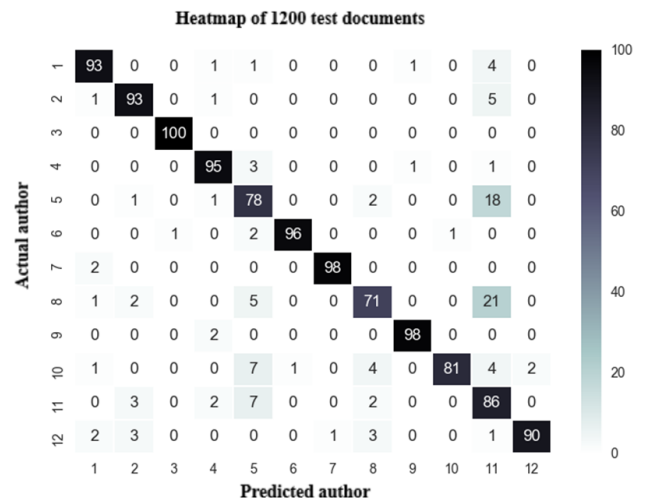 Heatmap of 1200 test documents
1 93 0 0 1 1 0 0 0 1 0 4 0
2 1 93 0 1 0 0 0 0 0 0 5 0
3 0 0 100 0 0 0 0 0 0 0 0 0
4 0 0 0 95 3 0 0 0 1 0 1 0
5 0 1 0 1 78 0 0 2 0 0 18 0
6 0 0 1 0 2 96 0 0 0 1 0 0
7 2 0 0 0 0 0 98 0 0 0 0 0
8 1 2 0 0 5 0 0 71 0 0 21 0
9 0 0 0 2 0 0 0 0 98 0 0 0
10 1 0 0 0 7 1 0 4 0 81 4 2
11 0 3 0 2 7 0 0 2 0 0 86 0
12 2 3 0 0 0 0 1 3 0 0 1 90
1 2 3 4 5 6 7 8 9 10 11 12
Actual author
Predicted author
100
80
60
40
20
0